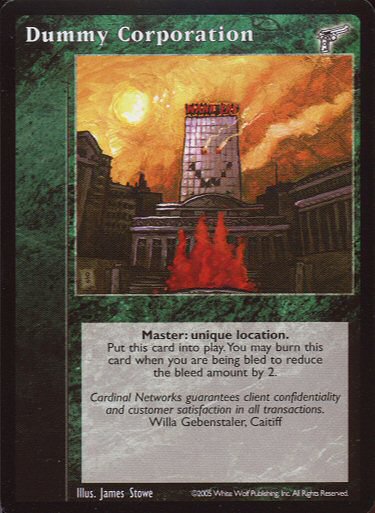 Dummy Corporation
Master: unique location.
Put this card into play. You may burn this
card when you are being bled to reduce
the bleed amount by 2.
Cardinal Networks guarantees client confidentiality
and customer satisfaction in all transactions.
Willa Gebenstaler, Caitiff
Illus. James Stowe
©2005 White Wolf Publishing, Inc. All Rights Reserved.